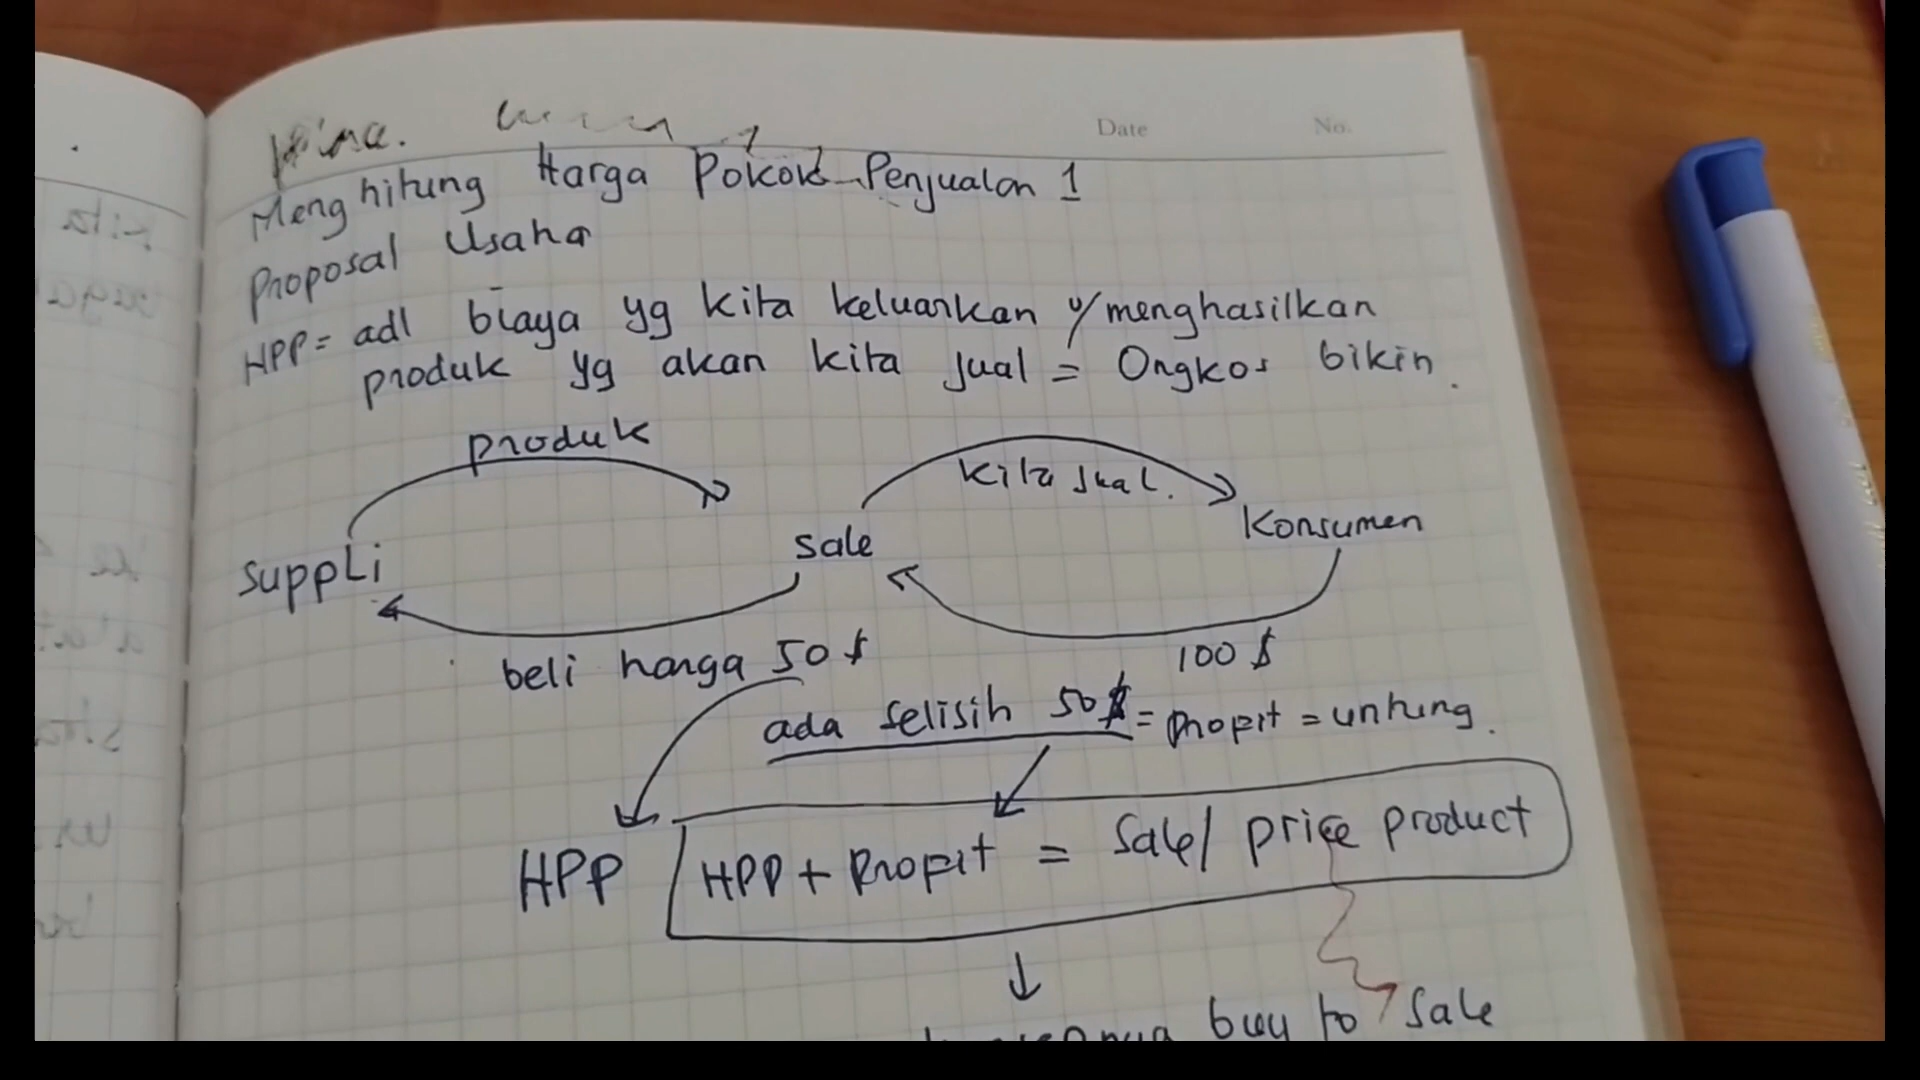 Date No.
Menghitung Harga Pokok Penjualan 1
Proposal Usaha
HPP = adl biaya yg kita keluarkan u/ menghasilkan
produk yg akan kita jual = Ongkos bikin.
produk
kita jual.
suppLi
sale
Konsumen
beli harga 50 $
100 $
ada selisih 50 $ = profit = untung.
HPP
HPP + Profit = Sale / price product
buy to Sale